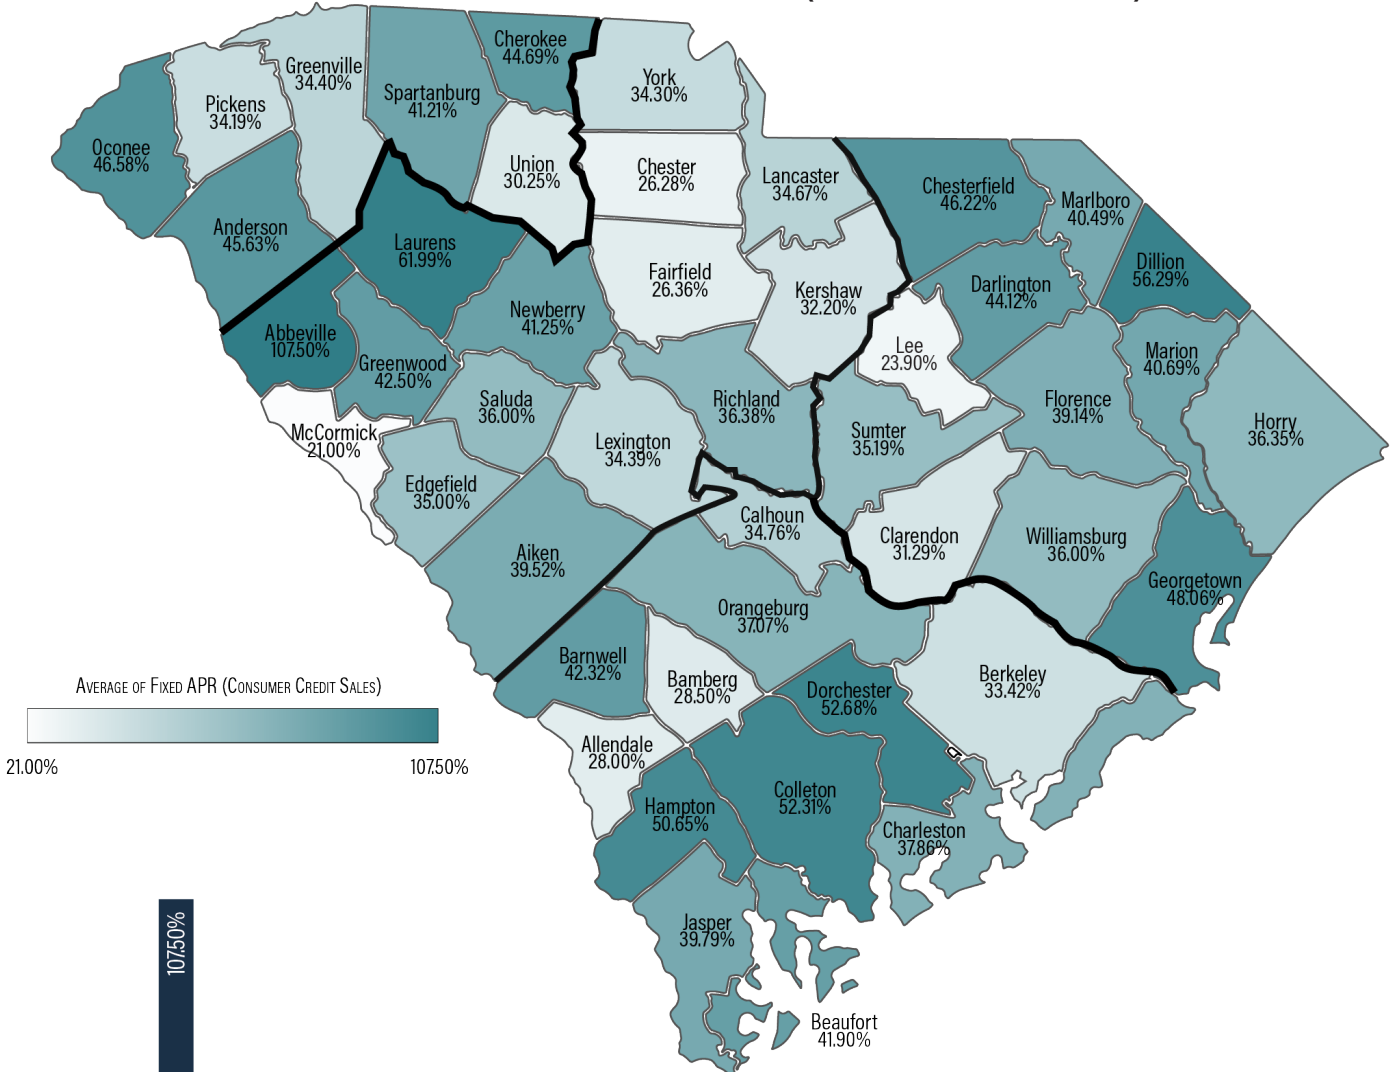 Cherokee
44.69%
Greenville
34.40%
York
34.30%
Spartanburg
41.21%
Pickens
34.19%
Oconee
46.58%
Union
30.25%
Chester
26.28%
Lancaster
34.67%
Chesterfield
46.22%
Marlboro
40.49%
Anderson
45.63%
Laurens
61.99%
Dillion
56.29%
Fairfield
26.36%
Kershaw
32.20%
Darlington
44.12%
Newberry
41.25%
Abbeville
107.50%
Lee
23.90%
Marion
40.69%
Greenwood
42.50%
Saluda
36.00%
Richland
36.38%
Florence
39.14%
Horry
36.35%
McCormick
21.00%
Lexington
34.39%
Sumter
35.19%
Edgefield
35.00%
Calhoun
34.76%
Clarendon
31.29%
Williamsburg
36.00%
Aiken
39.52%
Georgetown
48.06%
Orangeburg
37.07%
Barnwell
42.32%
Bamberg
28.50%
Berkeley
33.42%
Dorchester
52.68%
Average of Fixed APR (Consumer Credit Sales)
21.00%
107.50%
Allendale
28.00%
Colleton
52.31%
Hampton
50.65%
Charleston
37.86%
Jasper
39.79%
107.50%
Beaufort
41.90%